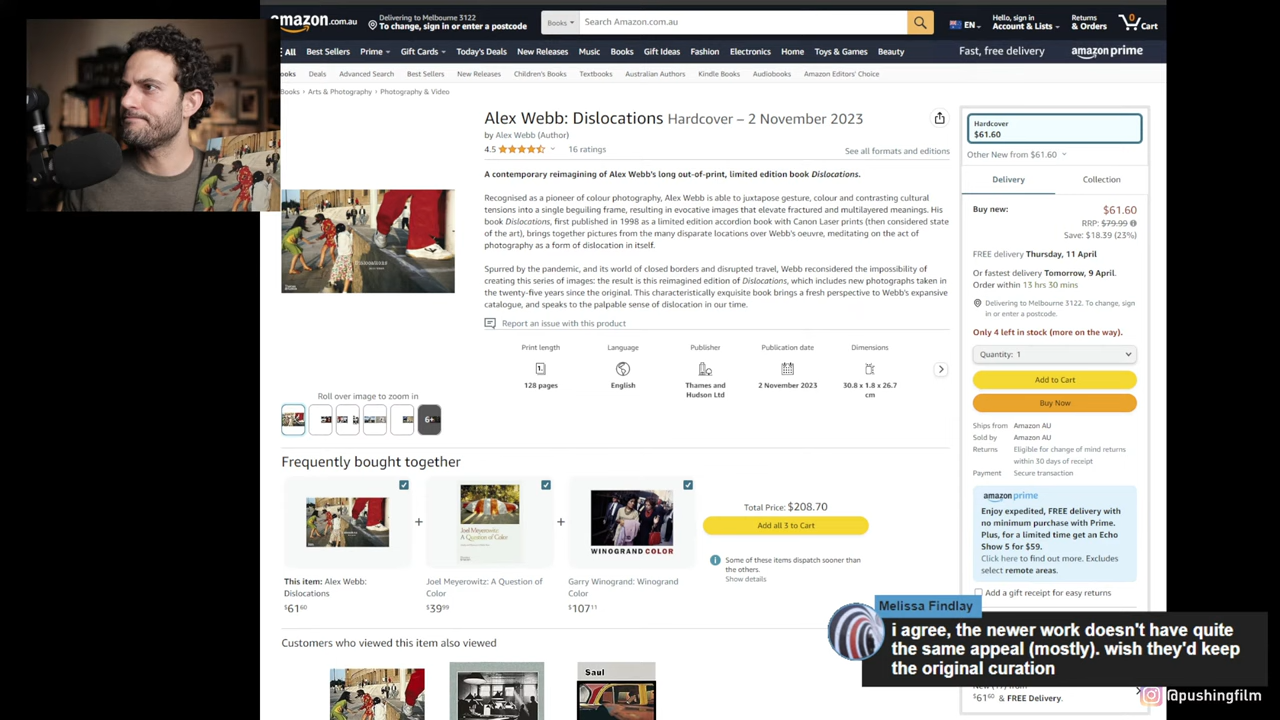 amazon.com.au
Delivering to Melbourne 3122
To change, sign in or enter a postcode
Books
Search Amazon.com.au
EN
Hello, sign in
Account & Lists
Returns
& Orders
0
Cart
All
Best Sellers
Prime
Gift Cards
Today's Deals
New Releases
Music
Books
Gift Ideas
Fashion
Electronics
Home
Toys & Games
Beauty
Fast, free delivery
amazon prime
ooks
Deals
Advanced Search
Best Sellers
New Releases
Children's Books
Textbooks
Australian Authors
Kindle Books
Audiobooks
Amazon Editors' Choice
Books › Arts & Photography › Photography & Video
Alex Webb: Dislocations Hardcover – 2 November 2023
by Alex Webb (Author)
4.5
16 ratings
See all formats and editions
A contemporary reimagining of Alex Webb's long out-of-print, limited edition book Dislocations.
Recognised as a pioneer of colour photography, Alex Webb is able to juxtapose gesture, colour and contrasting cultural
tensions into a single beguiling frame, resulting in evocative images that elevate fractured and multilayered meanings. His
book Dislocations, first published in 1998 as a limited edition accordion book with Canon Laser prints (then considered state
of the art), brings together pictures from the many disparate locations over Webb's oeuvre, meditating on the act of
photography as a form of dislocation in itself.
Spurred by the pandemic, and its world of closed borders and disrupted travel, Webb reconsidered the impossibility of
creating this series of images: the result is this reimagined edition of Dislocations, which includes new photographs taken in
the twenty-five years since the original. This characteristically exquisite book brings a fresh perspective to Webb's expansive
catalogue, and speaks to the palpable sense of dislocation in our time.
Report an issue with this product
Print length
128 pages
Language
English
Publisher
Thames and
Hudson Ltd
Publication date
2 November 2023
Dimensions
30.8 x 1.8 x 26.7
cm
DISLOCATIONS
Roll over image to zoom in
6+
Hardcover
$61.60
Other New from $61.60
Delivery
Collection
Buy new:
$61.60
RRP: $79.99
Save: $18.39 (23%)
FREE delivery Thursday, 11 April
Or fastest delivery Tomorrow, 9 April.
Order within 13 hrs 30 mins
Delivering to Melbourne 3122. To change, sign
in or enter a postcode.
Only 4 left in stock (more on the way).
Quantity: 1
Add to Cart
Buy Now
Ships from Amazon AU
Sold by Amazon AU
Returns Eligible for change of mind returns
within 30 days of receipt
Payment Secure transaction
amazon prime
Enjoy expedited, FREE delivery with
no minimum purchase with Prime.
Plus, for a limited time get an Echo
Show 5 for $59.
Click here to find out more. Excludes
select remote areas.
Add a gift receipt for easy returns
Frequently bought together
+
+
Joel Meyerowitz
A Question
of Color
WINOGRAND COLOR
This item: Alex Webb:
Dislocations
$6160
Joel Meyerowitz: A Question of
Color
$3999
Garry Winogrand: Winogrand
Color
$10711
Total Price: $208.70
Add all 3 to Cart
Some of these items dispatch sooner than
the others.
Show details
Customers who viewed this item also viewed
Saul
Melissa Findlay
i agree, the newer work doesn't have quite
the same appeal (mostly). wish they'd keep
the original curation
$6160 & FREE Delivery.
@pushingfilm